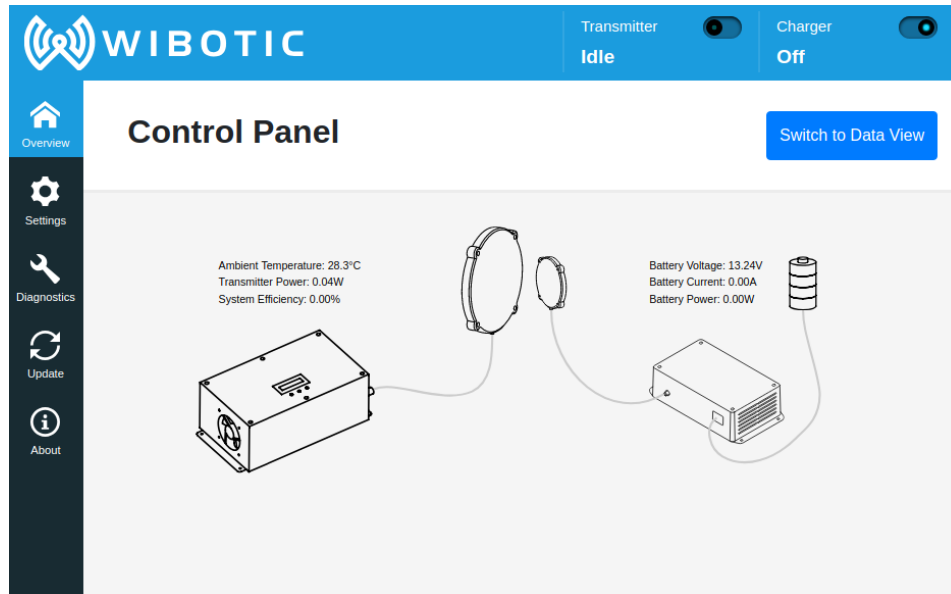 WIBOTIC
Transmitter
Idle
Charger
Off
Overview
Settings
Diagnostics
Update
About
Control Panel
Switch to Data View
Ambient Temperature: 28.3°C
Transmitter Power: 0.04W
System Efficiency: 0.00%
Battery Voltage: 13.24V
Battery Current: 0.00A
Battery Power: 0.00W